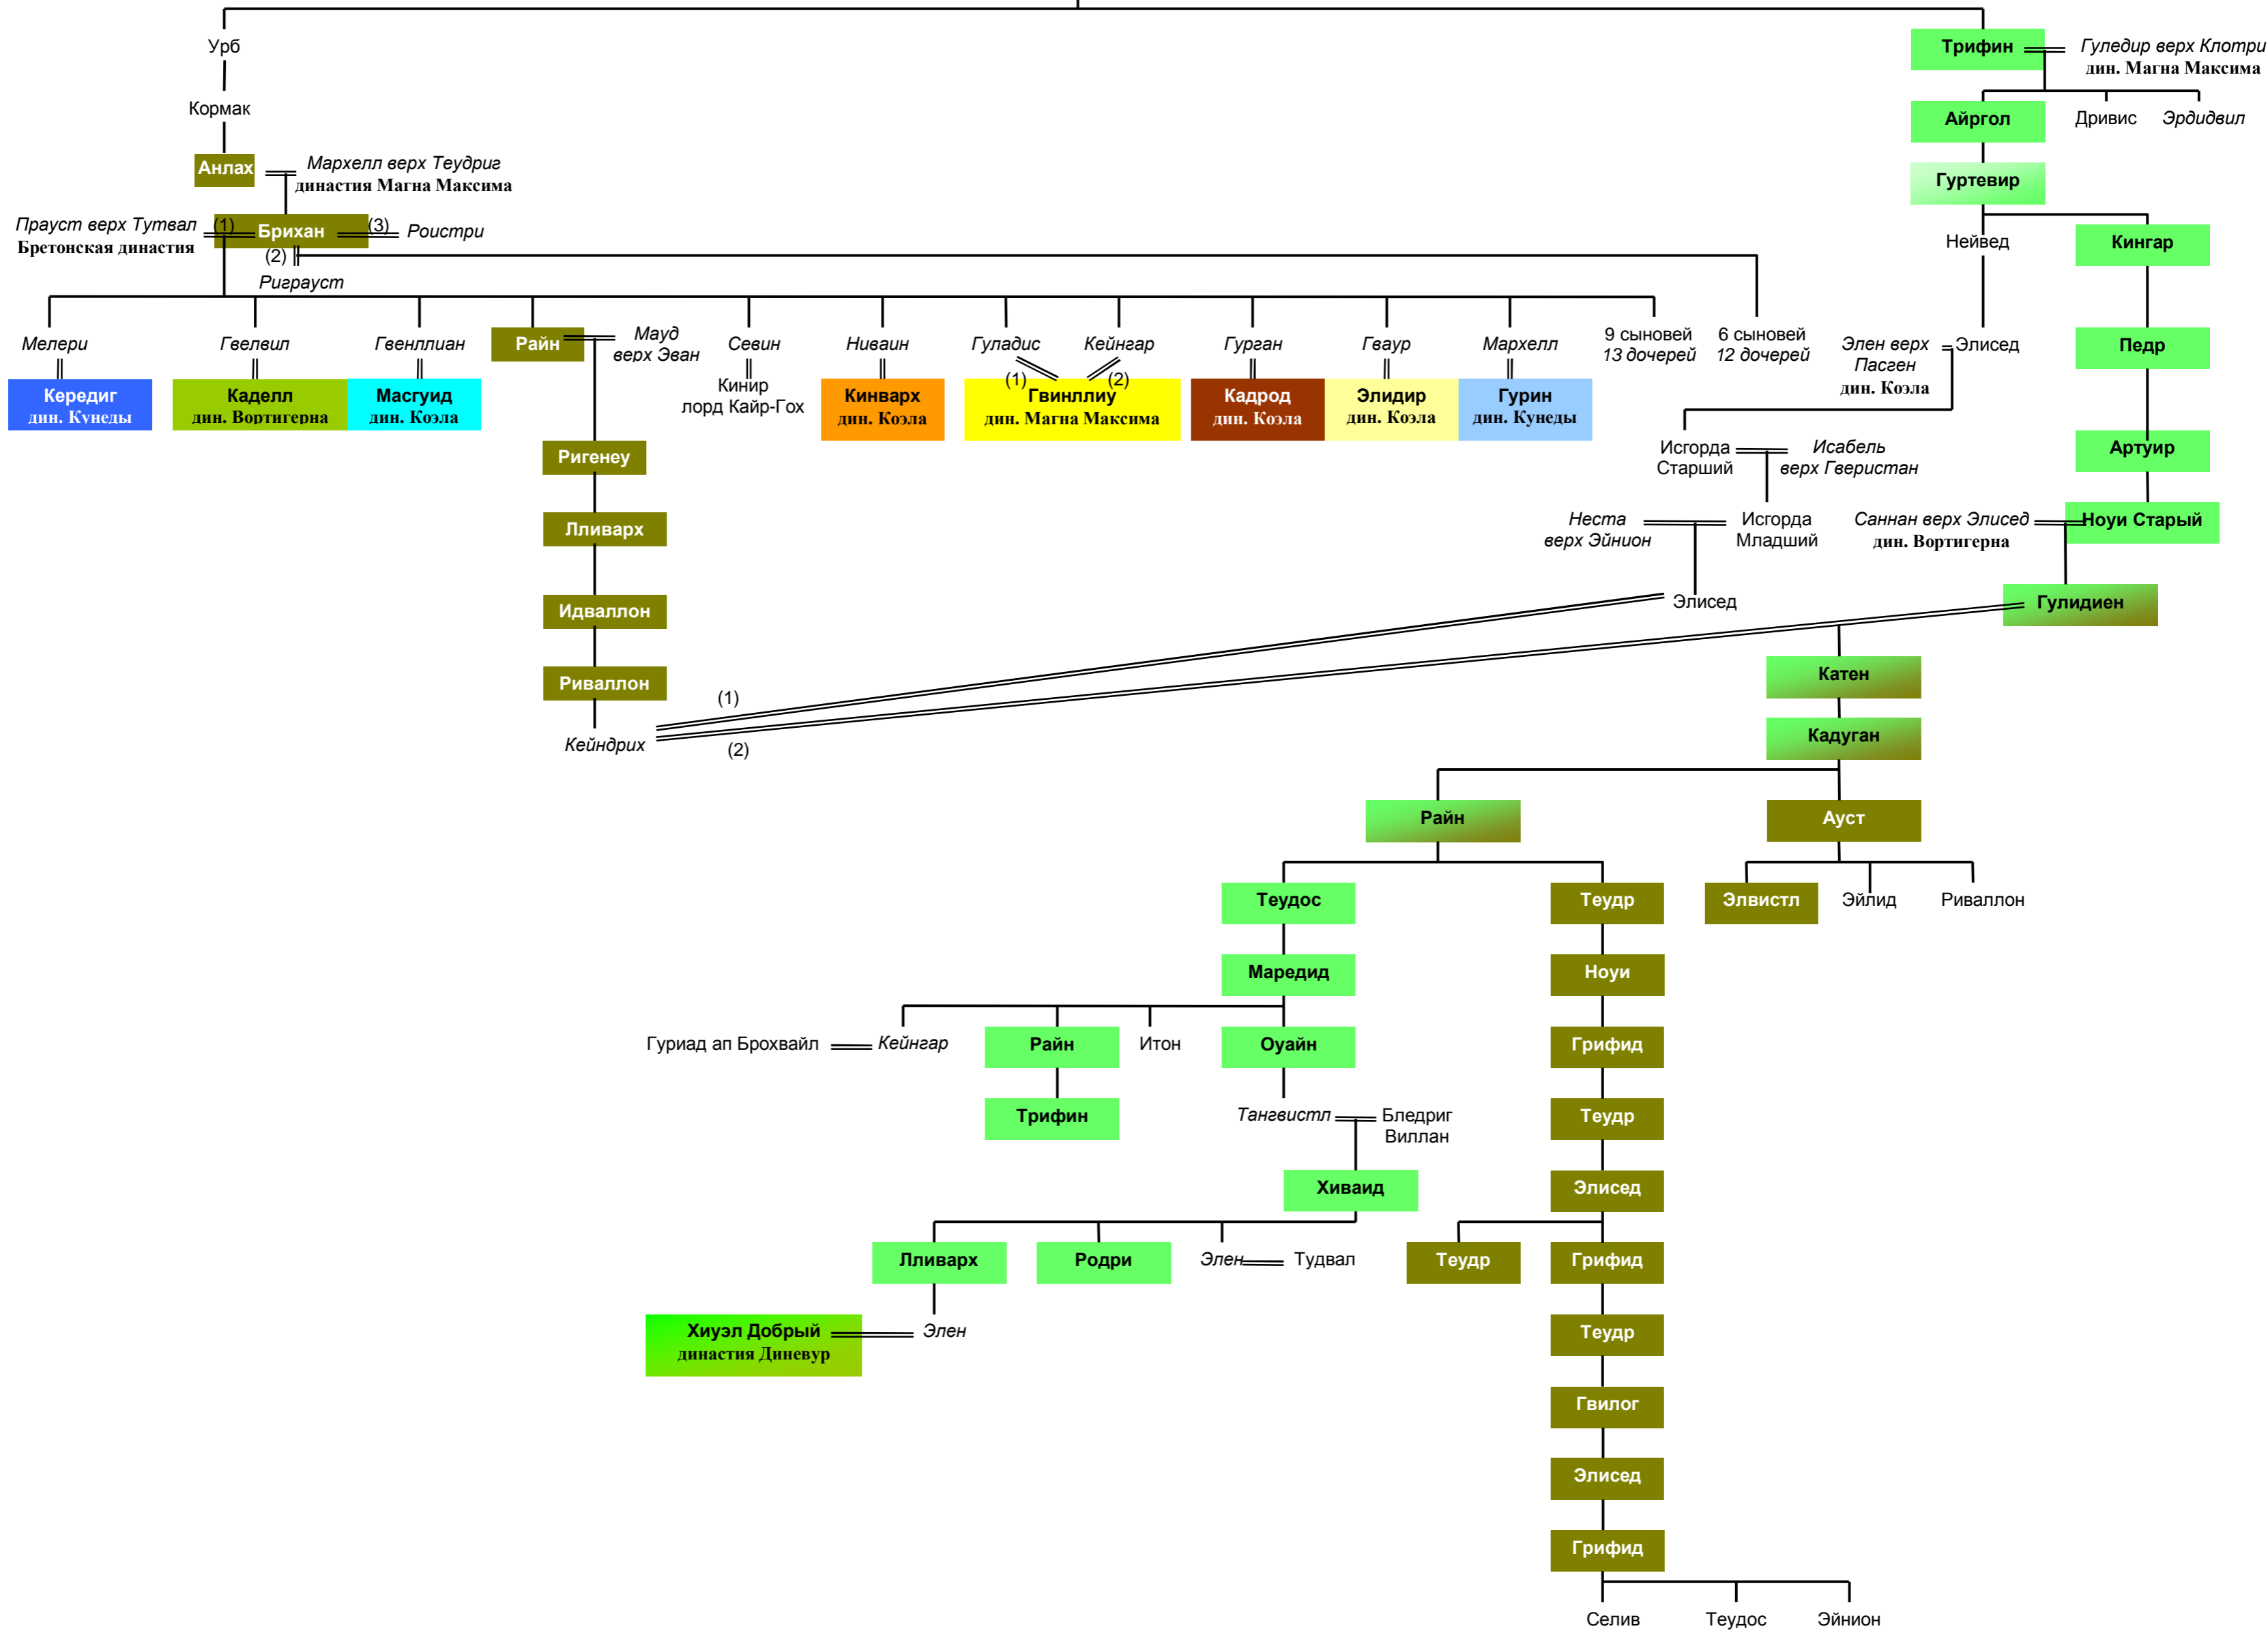 Урб
Трифин
Гуледир верх Клотри
дин. Магна Максима
Кормак
Айргол
Дривис
Эрдидвил
Анлах
Мархелл верх Теудриг
династия Магна Максима
Гуртевир
Прауст верх Тутвал
Бретонская династия
(1)
Брихан
(3)
Роистри
(2)
Риграуст
Нейвед
Кингар
Мелери
Гвелвил
Гвенллиан
Райн
Мауд
верх Эван
Севин
Ниваин
Гуладис
Кейнгар
Гурган
Гваур
Мархелл
9 сыновей
13 дочерей
6 сыновей
12 дочерей
Элен верх
Пасген
дин. Коэла
Элисед
Педр
Кередиг
дин. Кунеды
Каделл
дин. Вортигерна
Масгуид
дин. Коэла
Кинир
лорд Кайр-Гох
Кинварх
дин. Коэла
(1)
(2)
Гвинллиу
дин. Магна Максима
Кадрод
дин. Коэла
Элидир
дин. Коэла
Гурин
дин. Кунеды
Ригенеу
Исгорда
Старший
Исабель
верх Гверистан
Артуир
Лливарх
Неста
верх Эйнион
Исгорда
Младший
Саннан верх Элисед
дин. Вортигерна
Ноуи Старый
Идваллон
Элисед
Гулидиен
Риваллон
(1)
Катен
Кейндрих
(2)
Кадуган
Райн
Ауст
Теудос
Теудр
Элвистл
Эйлид
Риваллон
Маредид
Ноуи
Гуриад ап Брохвайл
Кейнгар
Райн
Итон
Оуайн
Грифид
Трифин
Тангвистл
Бледриг
Виллан
Теудр
Хиваид
Элисед
Лливарх
Родри
Элен
Тудвал
Теудр
Грифид
Хиуэл Добрый
династия Диневур
Элен
Теудр
Гвилог
Элисед
Грифид
Селив
Теудос
Эйнион